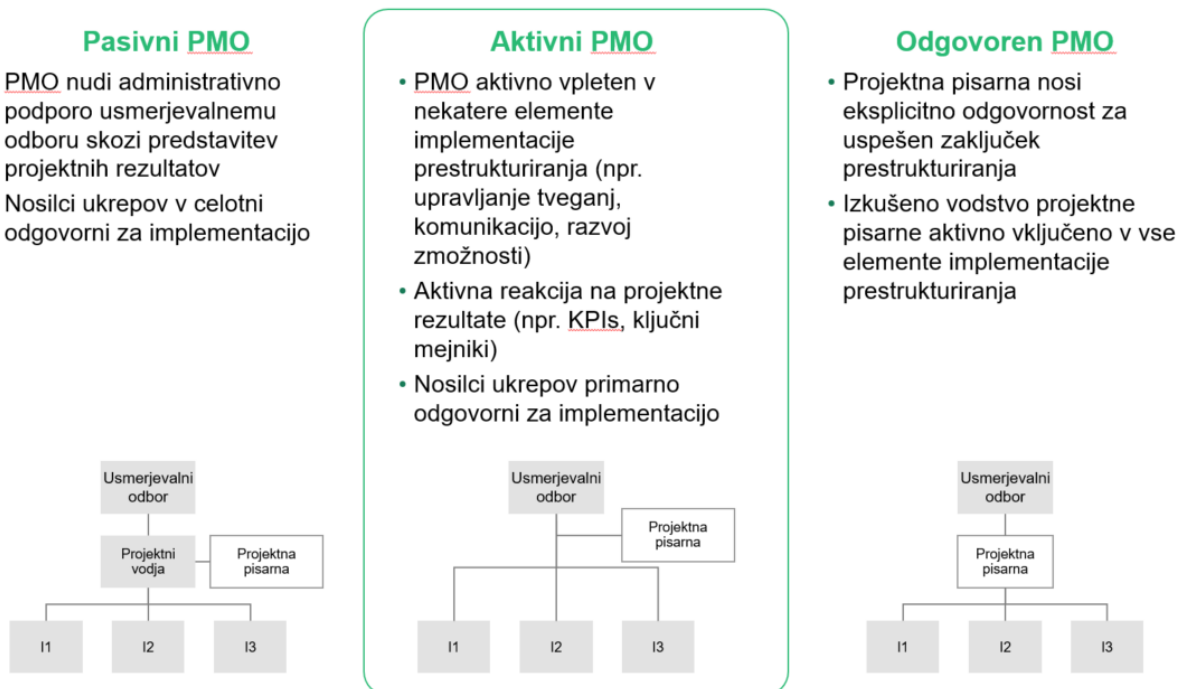 Pasivni PMO
PMO nudi administrativno
podporo usmerjevalnemu
odboru skozi predstavitev
projektnih rezultatov
Nosilci ukrepov v celotni
odgovorni za implementacijo
Usmerjevalni
odbor
Projektni
vodja
Projektna
pisarna
I1
I2
I3
Aktivni PMO
• PMO aktivno vpleten v
nekatere elemente
implementacije
prestrukturiranja (npr.
upravljanje tveganj,
komunikacijo, razvoj
zmožnosti)
• Aktivna reakcija na projektne
rezultate (npr. KPIs, ključni
mejniki)
• Nosilci ukrepov primarno
odgovorni za implementacijo
Usmerjevalni
odbor
Projektna
pisarna
I1
I2
I3
Odgovoren PMO
• Projektna pisarna nosi
eksplicitno odgovornost za
uspešen zaključek
prestrukturiranja
• Izkušeno vodstvo projektne
pisarne aktivno vključeno v vse
elemente implementacije
prestrukturiranja
Usmerjevalni
odbor
Projektna
pisarna
I1
I2
I3